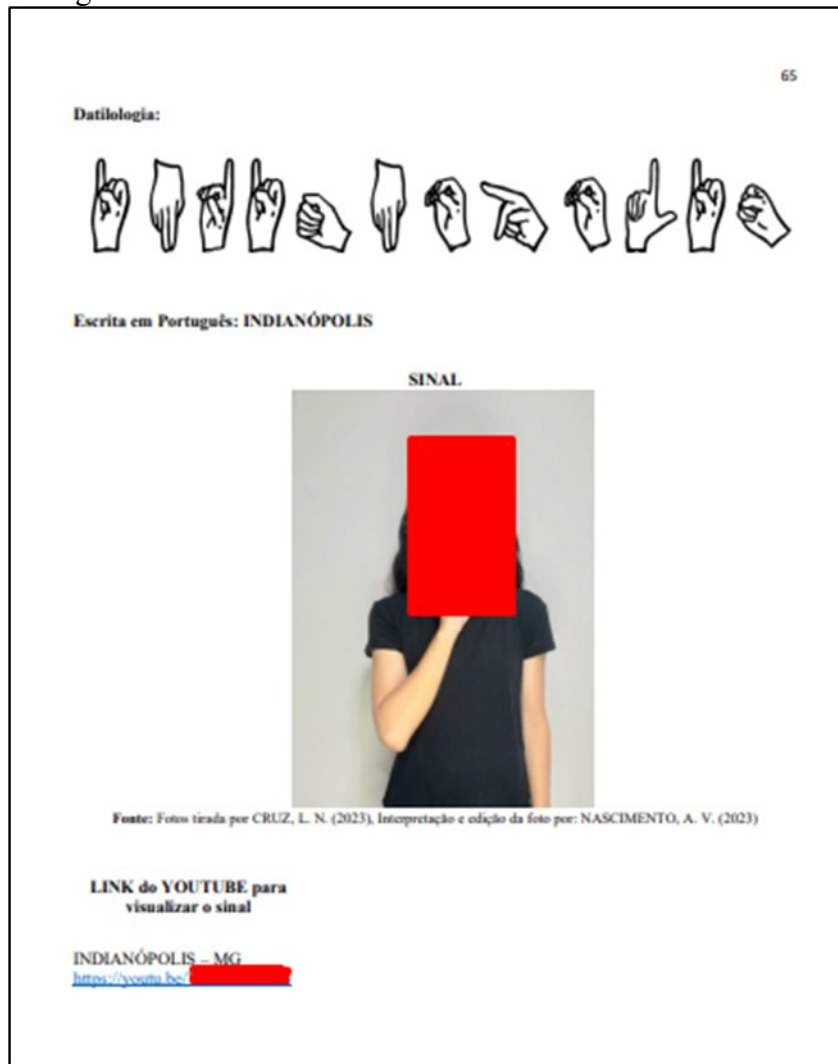 65
Datilologia:
Escrita em Português: INDIANÓPOLIS
SINAL
Fonte: Fotos tirada por CRUZ, L. N. (2023), Interpretação e edição da foto por: NASCIMENTO, A. V. (2023)
LINK do YOUTUBE para
visualizar o sinal
INDIANÓPOLIS – MG
https://youtu.be/